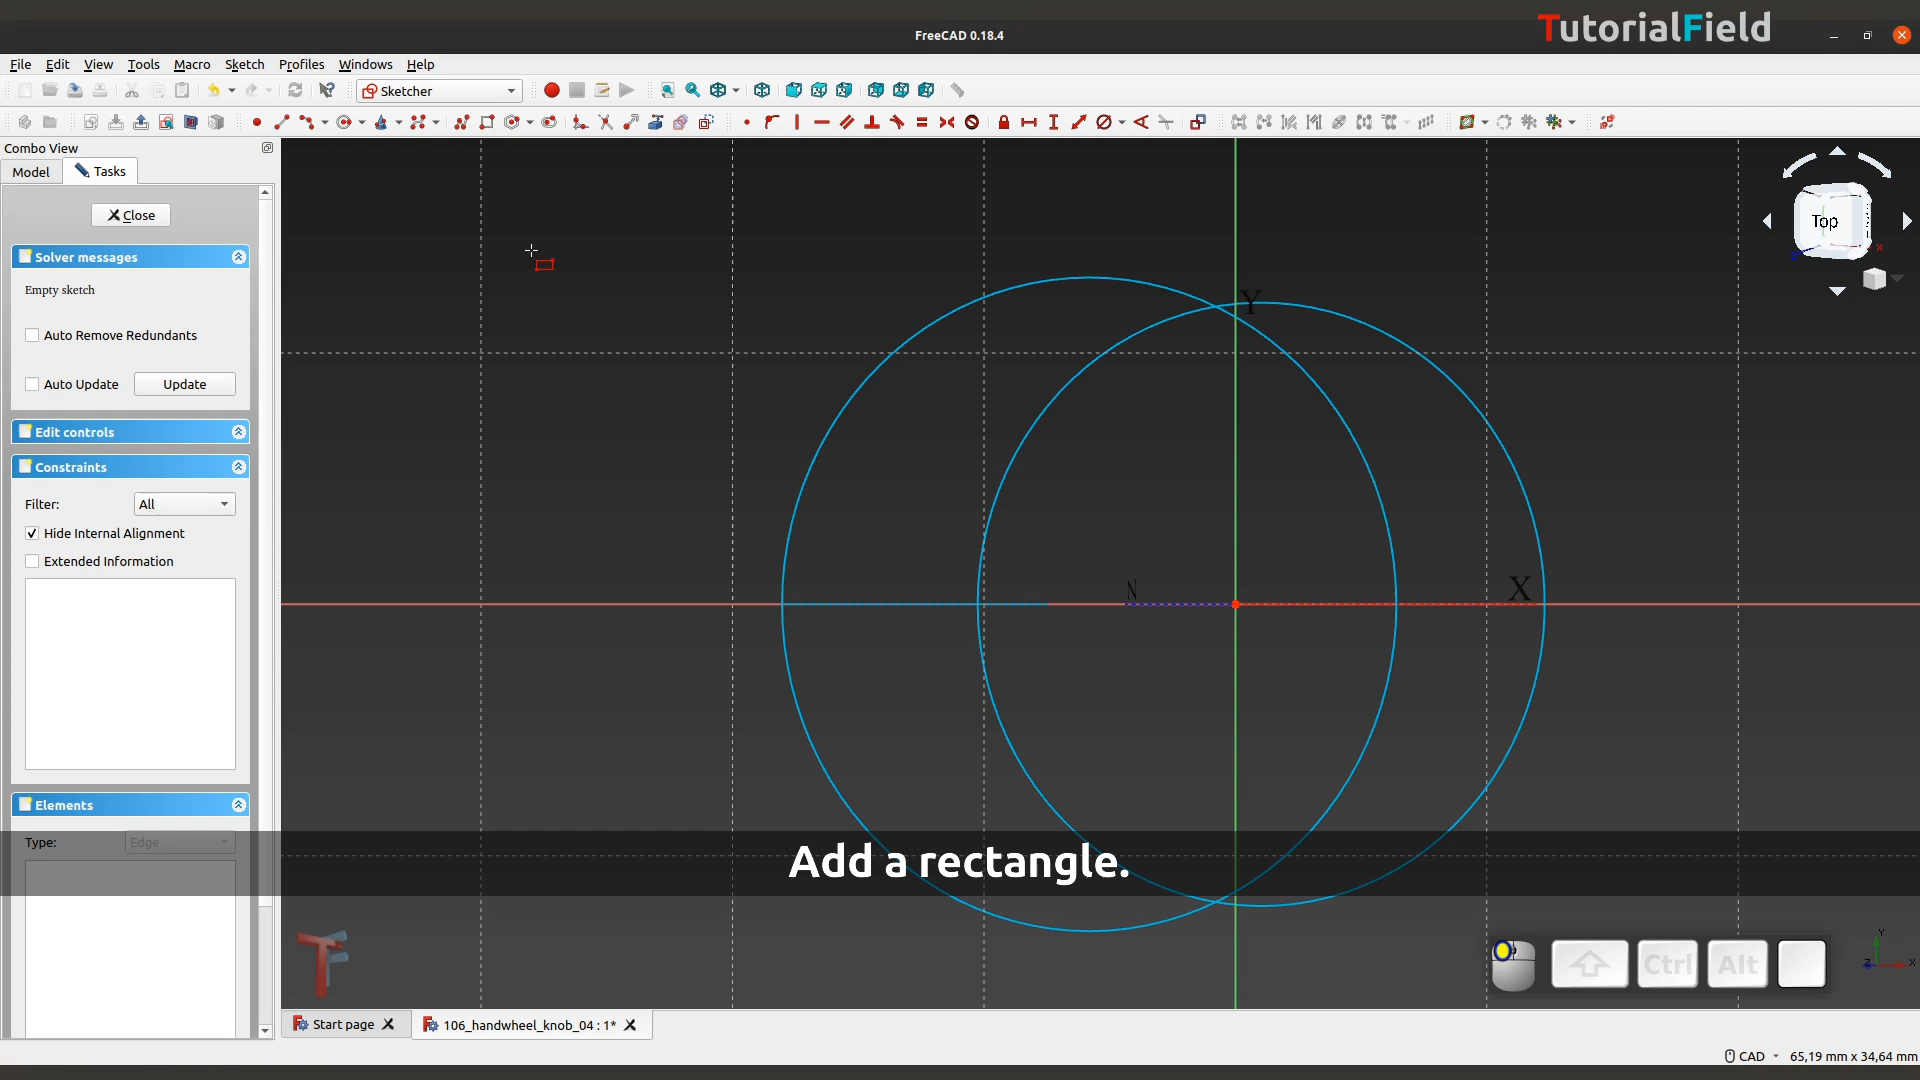 TutorialField
FreeCAD 0.18.4
File Edit View Tools Macro Sketch Profiles Windows Help
Sketcher
Combo View
Model Tasks
Close
Solver messages
Empty sketch
Auto Remove Redundants
Auto Update Update
Edit controls
Constraints
Filter: All
Hide Internal Alignment
Extended Information
Elements
Type: Edge
Top
X
Y
N
X
Add a rectangle.
Ctrl Alt
Y
Z
X
Start page
106_handwheel_knob_04 : 1*
CAD 65,19 mm x 34,64 mm